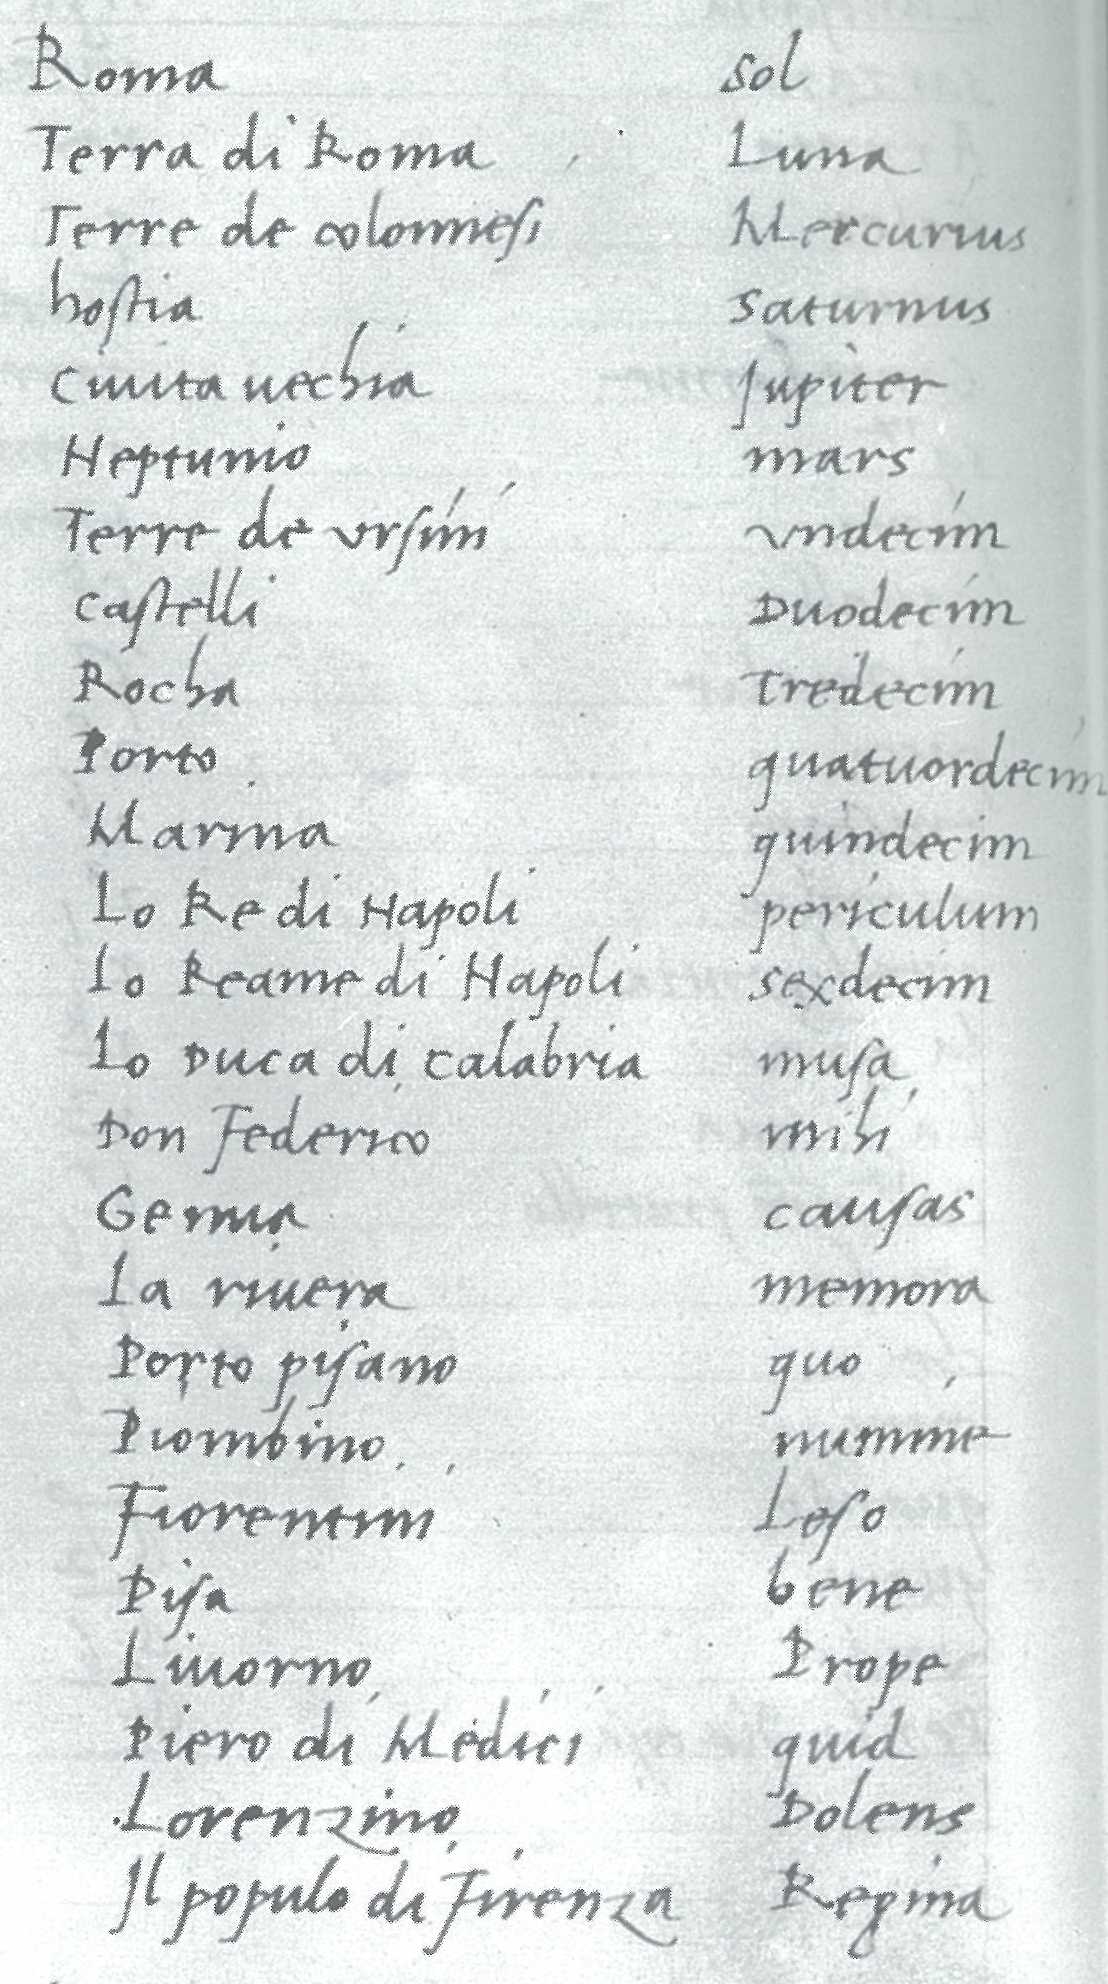 Roma sol
Terra di Roma Luna
Terre de colonnesi Mercurius
hostia saturnus
Ciuita uechia Jupiter
Neptunio mars
Terre de vrsini vndecim
Castelli Duodecim
Rocha tredecim
Porto quatuordecim
Marina quindecim
Lo Re di Napoli periculum
Lo Reame di Napoli sexdecim
Lo Duca di Calabria musa
Don Federico mihi
Genua causas
La riuera memora
Porto pisano quo
Piombino numine
Fiorentini Leso
Pisa bene
Liuorno Prope
Piero di Medici quid
Lorenzino Dolens
Il populo di Firenza Regina